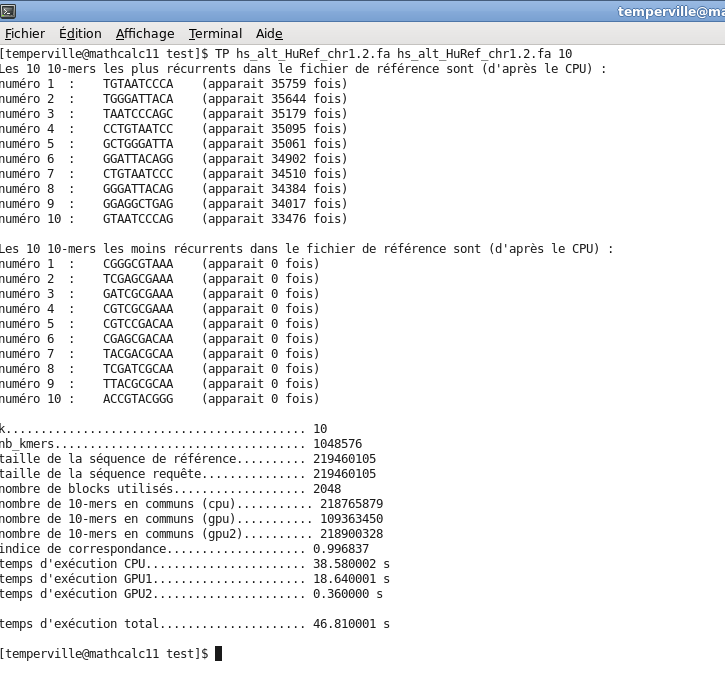 temperville@ma
Fichier Édition Affichage Terminal Aide
[temperville@mathcalc11 test]$ TP hs_alt_HuRef_chr1.2.fa hs_alt_HuRef_chr1.2.fa 10
Les 10 10-mers les plus récurrents dans le fichier de référence sont (d'après le CPU) :
numéro 1  :    TGTAATCCCA    (apparait 35759 fois)
numéro 2  :    TGGGATTACA    (apparait 35644 fois)
numéro 3  :    TAATCCCAGC    (apparait 35179 fois)
numéro 4  :    CCTGTAATCC    (apparait 35095 fois)
numéro 5  :    GCTGGGATTA    (apparait 35061 fois)
numéro 6  :    GGATTACAGG    (apparait 34902 fois)
numéro 7  :    CTGTAATCCC    (apparait 34510 fois)
numéro 8  :    GGGATTACAG    (apparait 34384 fois)
numéro 9  :    GGAGGCTGAG    (apparait 34017 fois)
numéro 10 :    GTAATCCCAG    (apparait 33476 fois)
Les 10 10-mers les moins récurrents dans le fichier de référence sont (d'après le CPU) :
numéro 1  :    CGGGCGTAAA    (apparait 0 fois)
numéro 2  :    TCGAGCGAAA    (apparait 0 fois)
numéro 3  :    GATCGCGAAA    (apparait 0 fois)
numéro 4  :    CGTCGCGAAA    (apparait 0 fois)
numéro 5  :    CGTCCGACAA    (apparait 0 fois)
numéro 6  :    CGAGCGACAA    (apparait 0 fois)
numéro 7  :    TACGACGCAA    (apparait 0 fois)
numéro 8  :    TCGATCGCAA    (apparait 0 fois)
numéro 9  :    TTACGCGCAA    (apparait 0 fois)
numéro 10 :    ACCGTACGGG    (apparait 0 fois)
k........................................... 10
nb_kmers.................................... 1048576
taille de la séquence de référence.......... 219460105
taille de la séquence requête............... 219460105
nombre de blocks utilisés................... 2048
nombre de 10-mers en communs (cpu)........... 218765879
nombre de 10-mers en communs (gpu)........... 109363450
nombre de 10-mers en communs (gpu2).......... 218900328
indice de correspondance.................... 0.996837
temps d'exécution CPU....................... 38.580002 s
temps d'exécution GPU1...................... 18.640001 s
temps d'exécution GPU2...................... 0.360000 s
temps d'exécution total..................... 46.810001 s
[temperville@mathcalc11 test]$